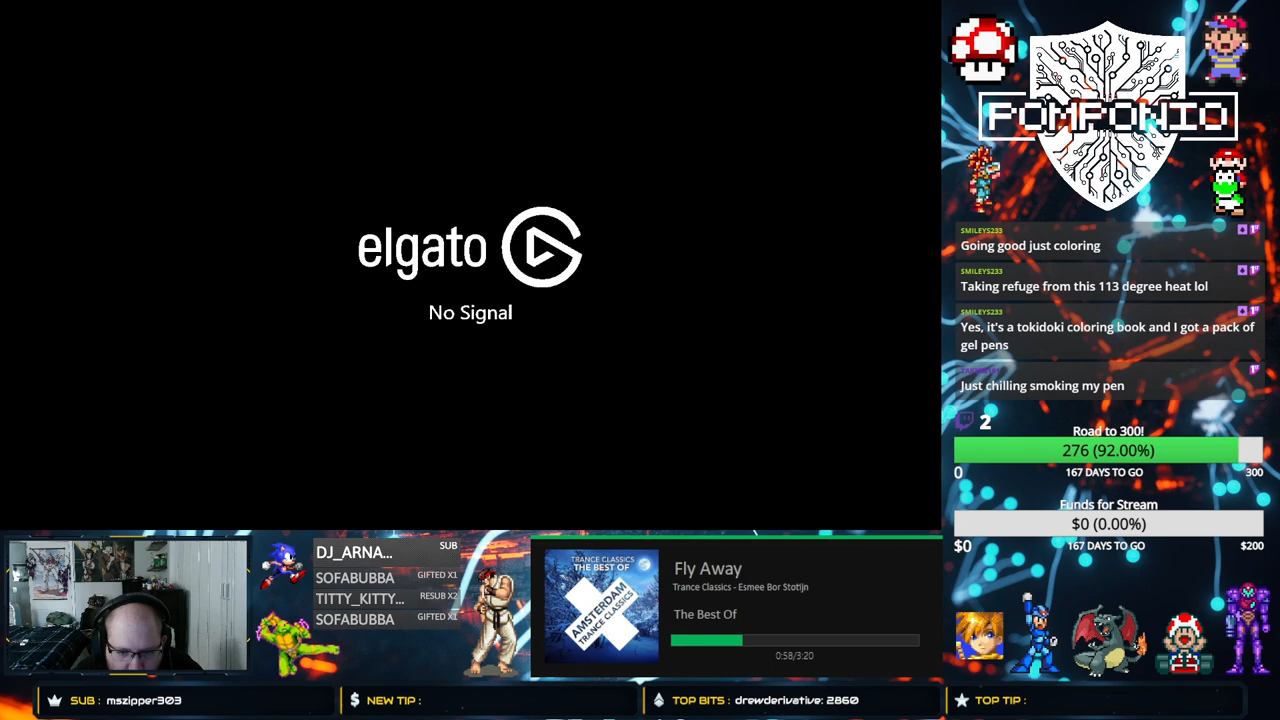 elgato
No Signal
POMPONIO
SMILEYS233
Going good just coloring
SMILEYS233
Taking refuge from this 113 degree heat lol
SMILEYS233
Yes, it's a tokidoki coloring book and I got a pack of
gel pens
Just chilling smoking my pen
2
Road to 300!
276 (92.00%)
0
167 DAYS TO GO
300
Funds for Stream
$0 (0.00%)
$0
167 DAYS TO GO
$200
DJ_ARNA...
SUB
SOFABUBBA
GIFTED X1
TITTY_KITTY...
RESUB X2
SOFABUBBA
GIFTED X1
TRANCE CLASSICS
THE BEST OF
AMSTERDAM
TRANCE CLASSICS
Fly Away
Trance Classics - Esmee Bor Stotijn
The Best Of
0:58/3:20
SUB : mszipper303
NEW TIP :
TOP BITS : drewderivative: 2860
TOP TIP :